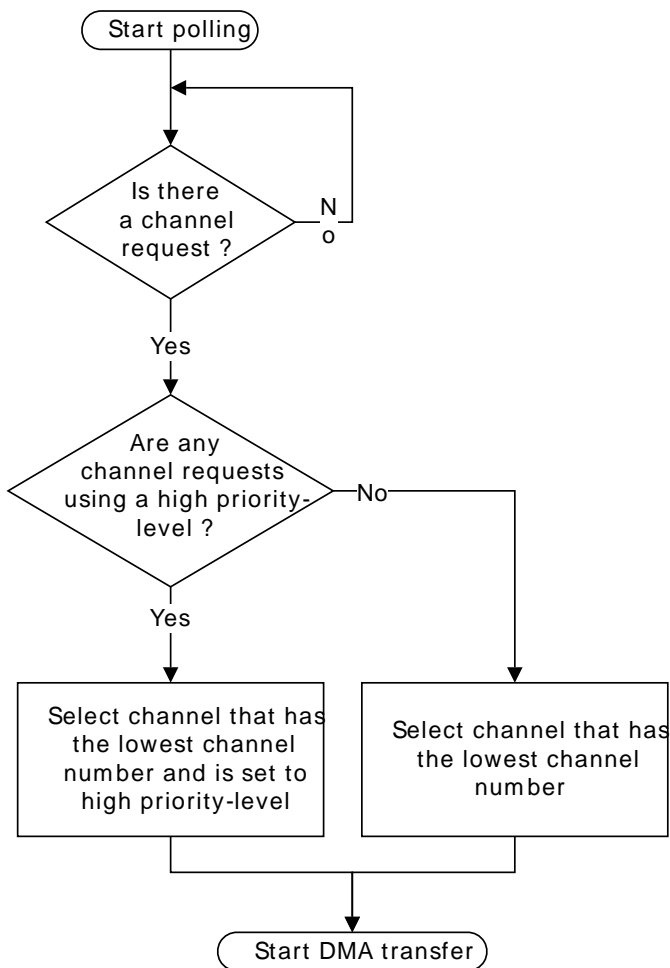 Start polling
Is there
a channel
request ?
N
o
Yes
Are any
channel requests
using a high priority-
level ?
No
Yes
Select channel that has
the lowest channel
number and is set to
high priority-level
Select channel that has
the lowest channel
number
Start DMA transfer